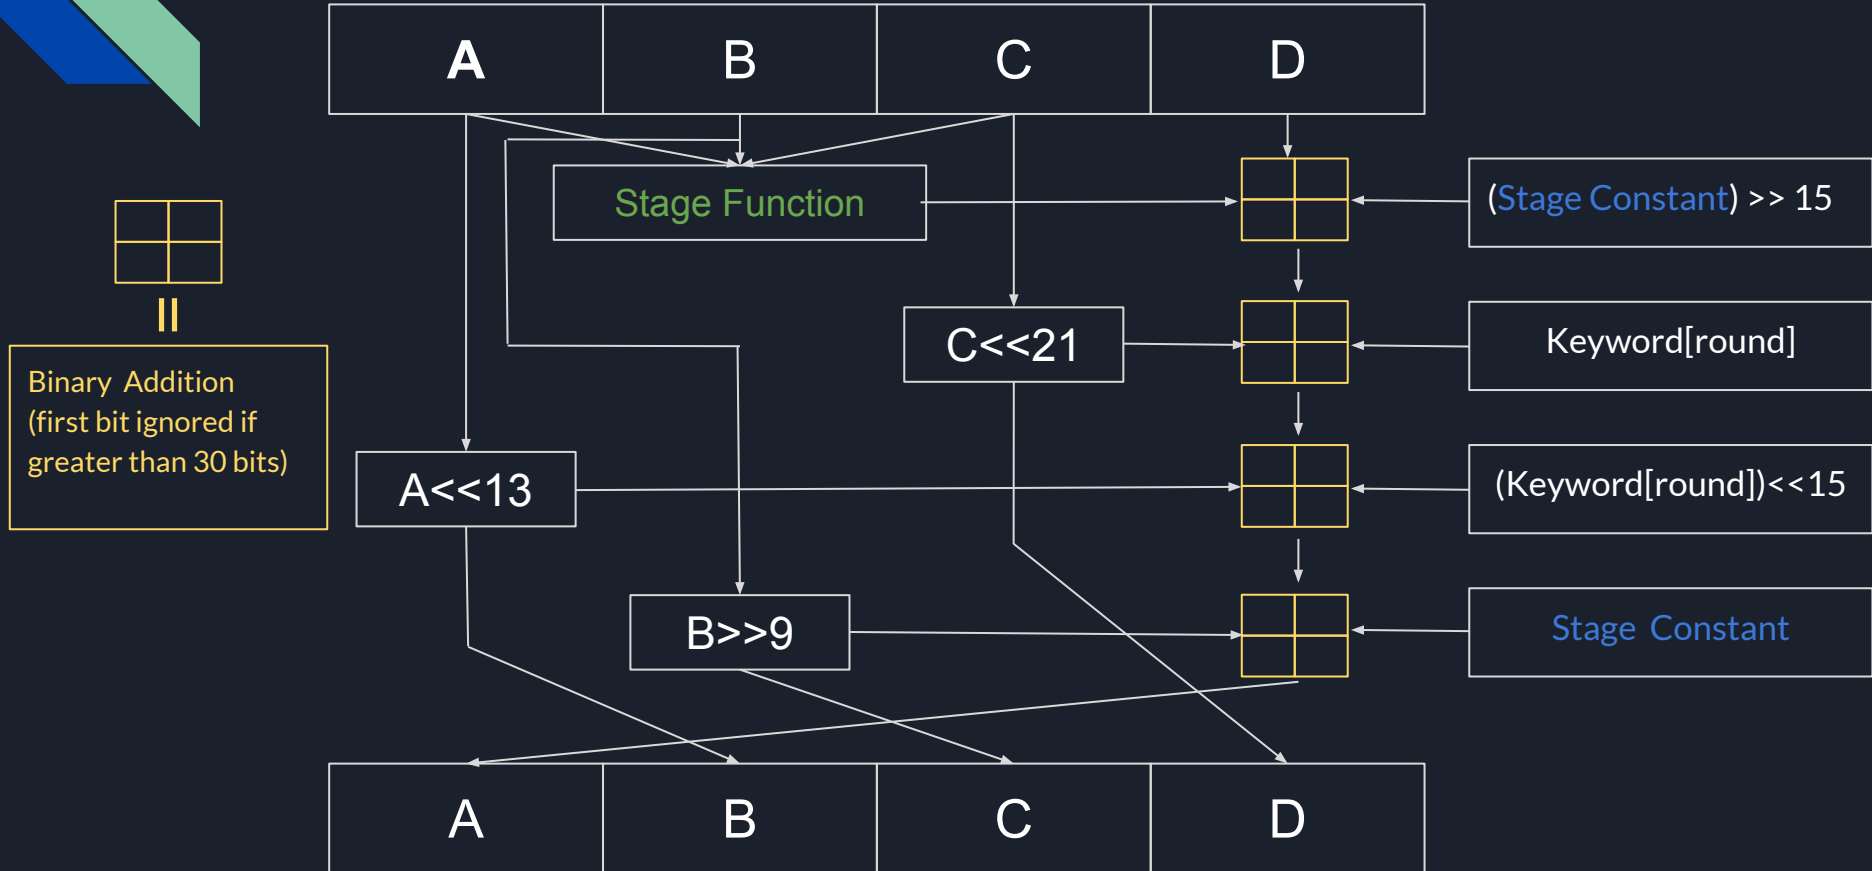 A
B
C
D
Stage Function
(Stage Constant) >> 15
C<<21
Keyword[round]
Binary Addition
(first bit ignored if
greater than 30 bits)
A<<13
(Keyword[round])<<15
B>>9
Stage Constant
A
B
C
D